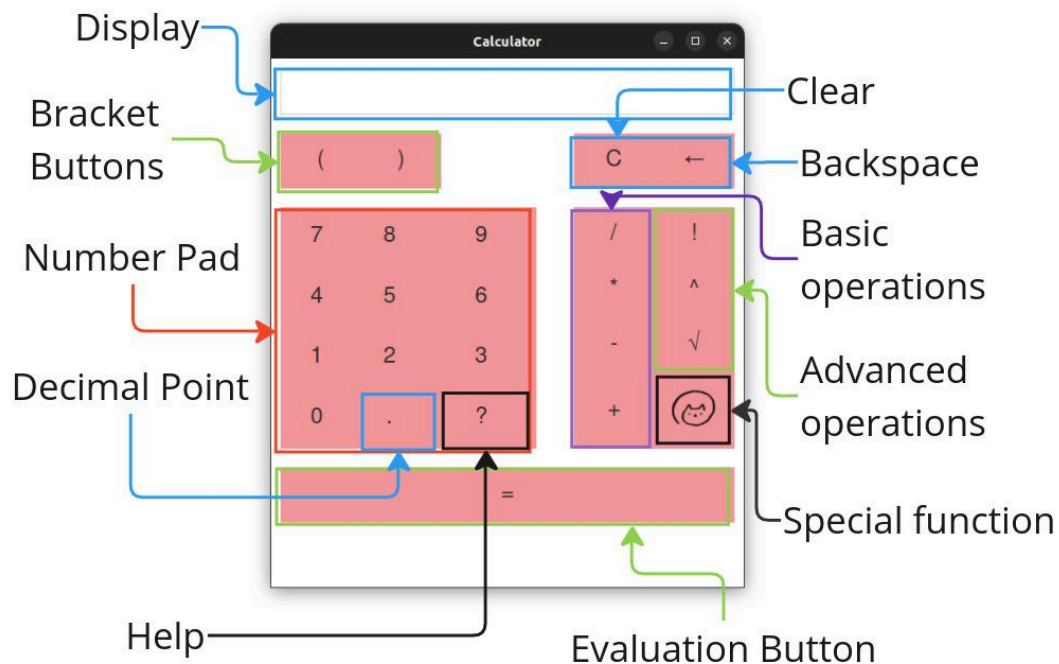 Display
Calculator
Clear
Bracket
Buttons
( )
C ←
Backspace
Number Pad
7 8 9
/ !
Basic
operations
4 5 6
* ^
1 2 3
- √
Decimal Point
Advanced
operations
0 . ?
+
=
Special function
Help
Evaluation Button